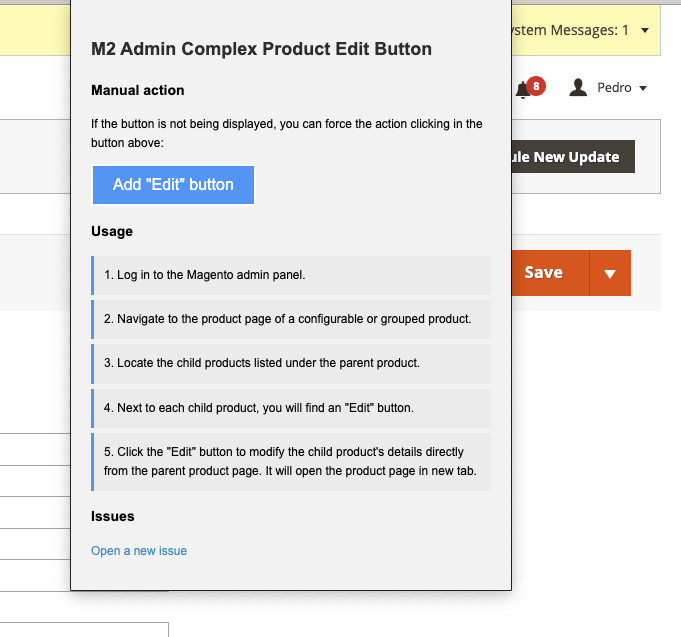 M2 Admin Complex Product Edit Button
Manual action
If the button is not being displayed, you can force the action clicking in the
button above:
Add "Edit" button
Usage
1. Log in to the Magento admin panel.
2. Navigate to the product page of a configurable or grouped product.
3. Locate the child products listed under the parent product.
4. Next to each child product, you will find an "Edit" button.
5. Click the "Edit" button to modify the child product's details directly
from the parent product page. It will open the product page in new tab.
Issues
Open a new issue
Messages: 1
8
Pedro
New Update
Save